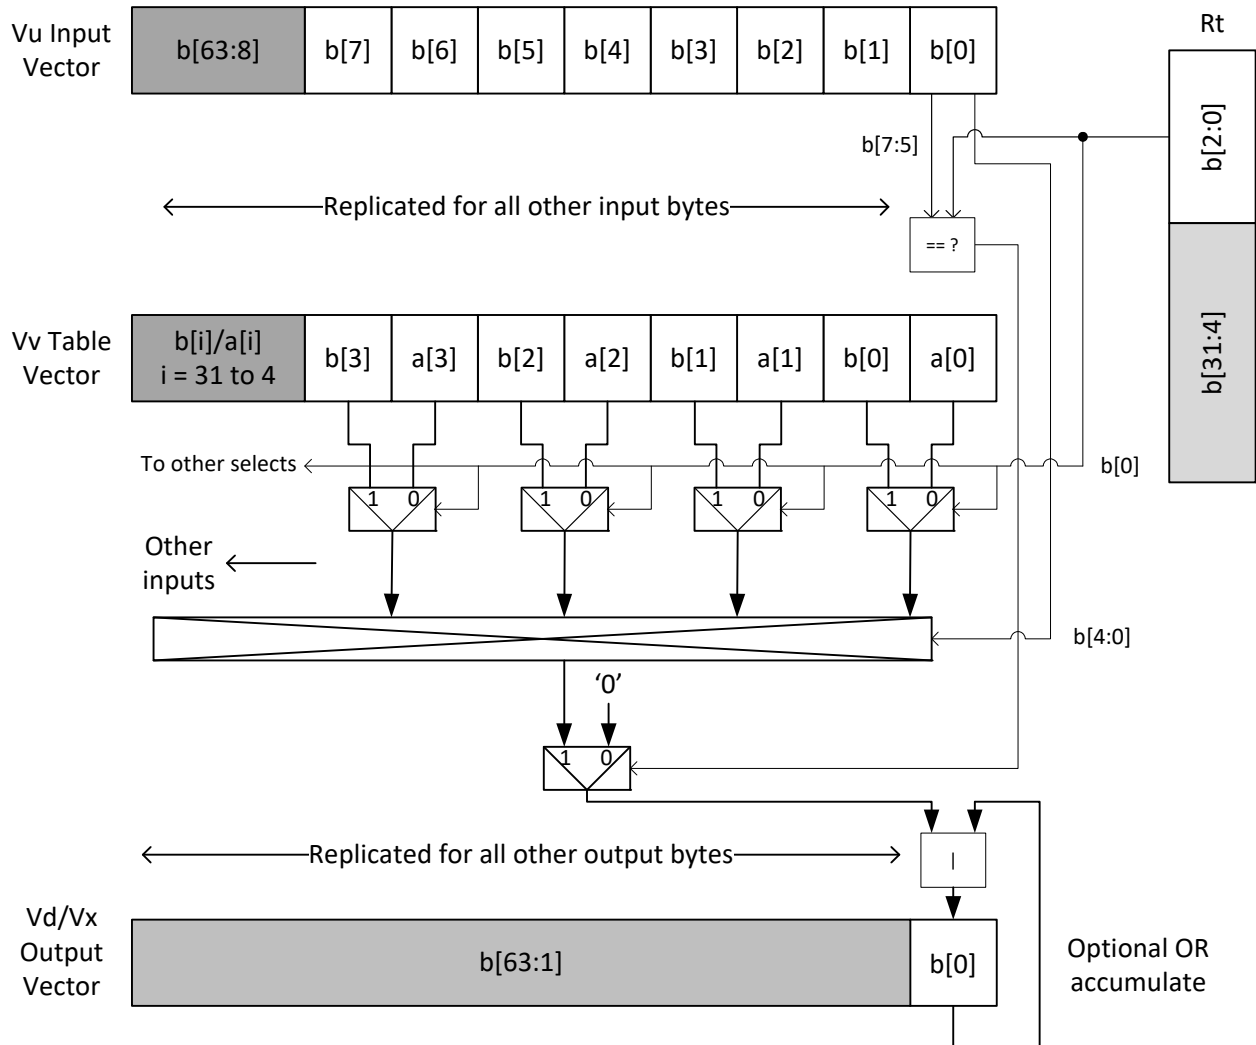 Vu Input
Vector
b[63:8]
b[7]
b[6]
b[5]
b[4]
b[3]
b[2]
b[1]
b[0]
Rt
b[2:0]
b[31:4]
b[7:5]
Replicated for all other input bytes
== ?
Vv Table
Vector
b[i]/a[i]
i = 31 to 4
b[3]
a[3]
b[2]
a[2]
b[1]
a[1]
b[0]
a[0]
To other selects
b[0]
1 0
1 0
1 0
1 0
Other
inputs
b[4:0]
‘0’
1 0
Replicated for all other output bytes
|
Vd/Vx
Output
Vector
b[63:1]
b[0]
Optional OR
accumulate